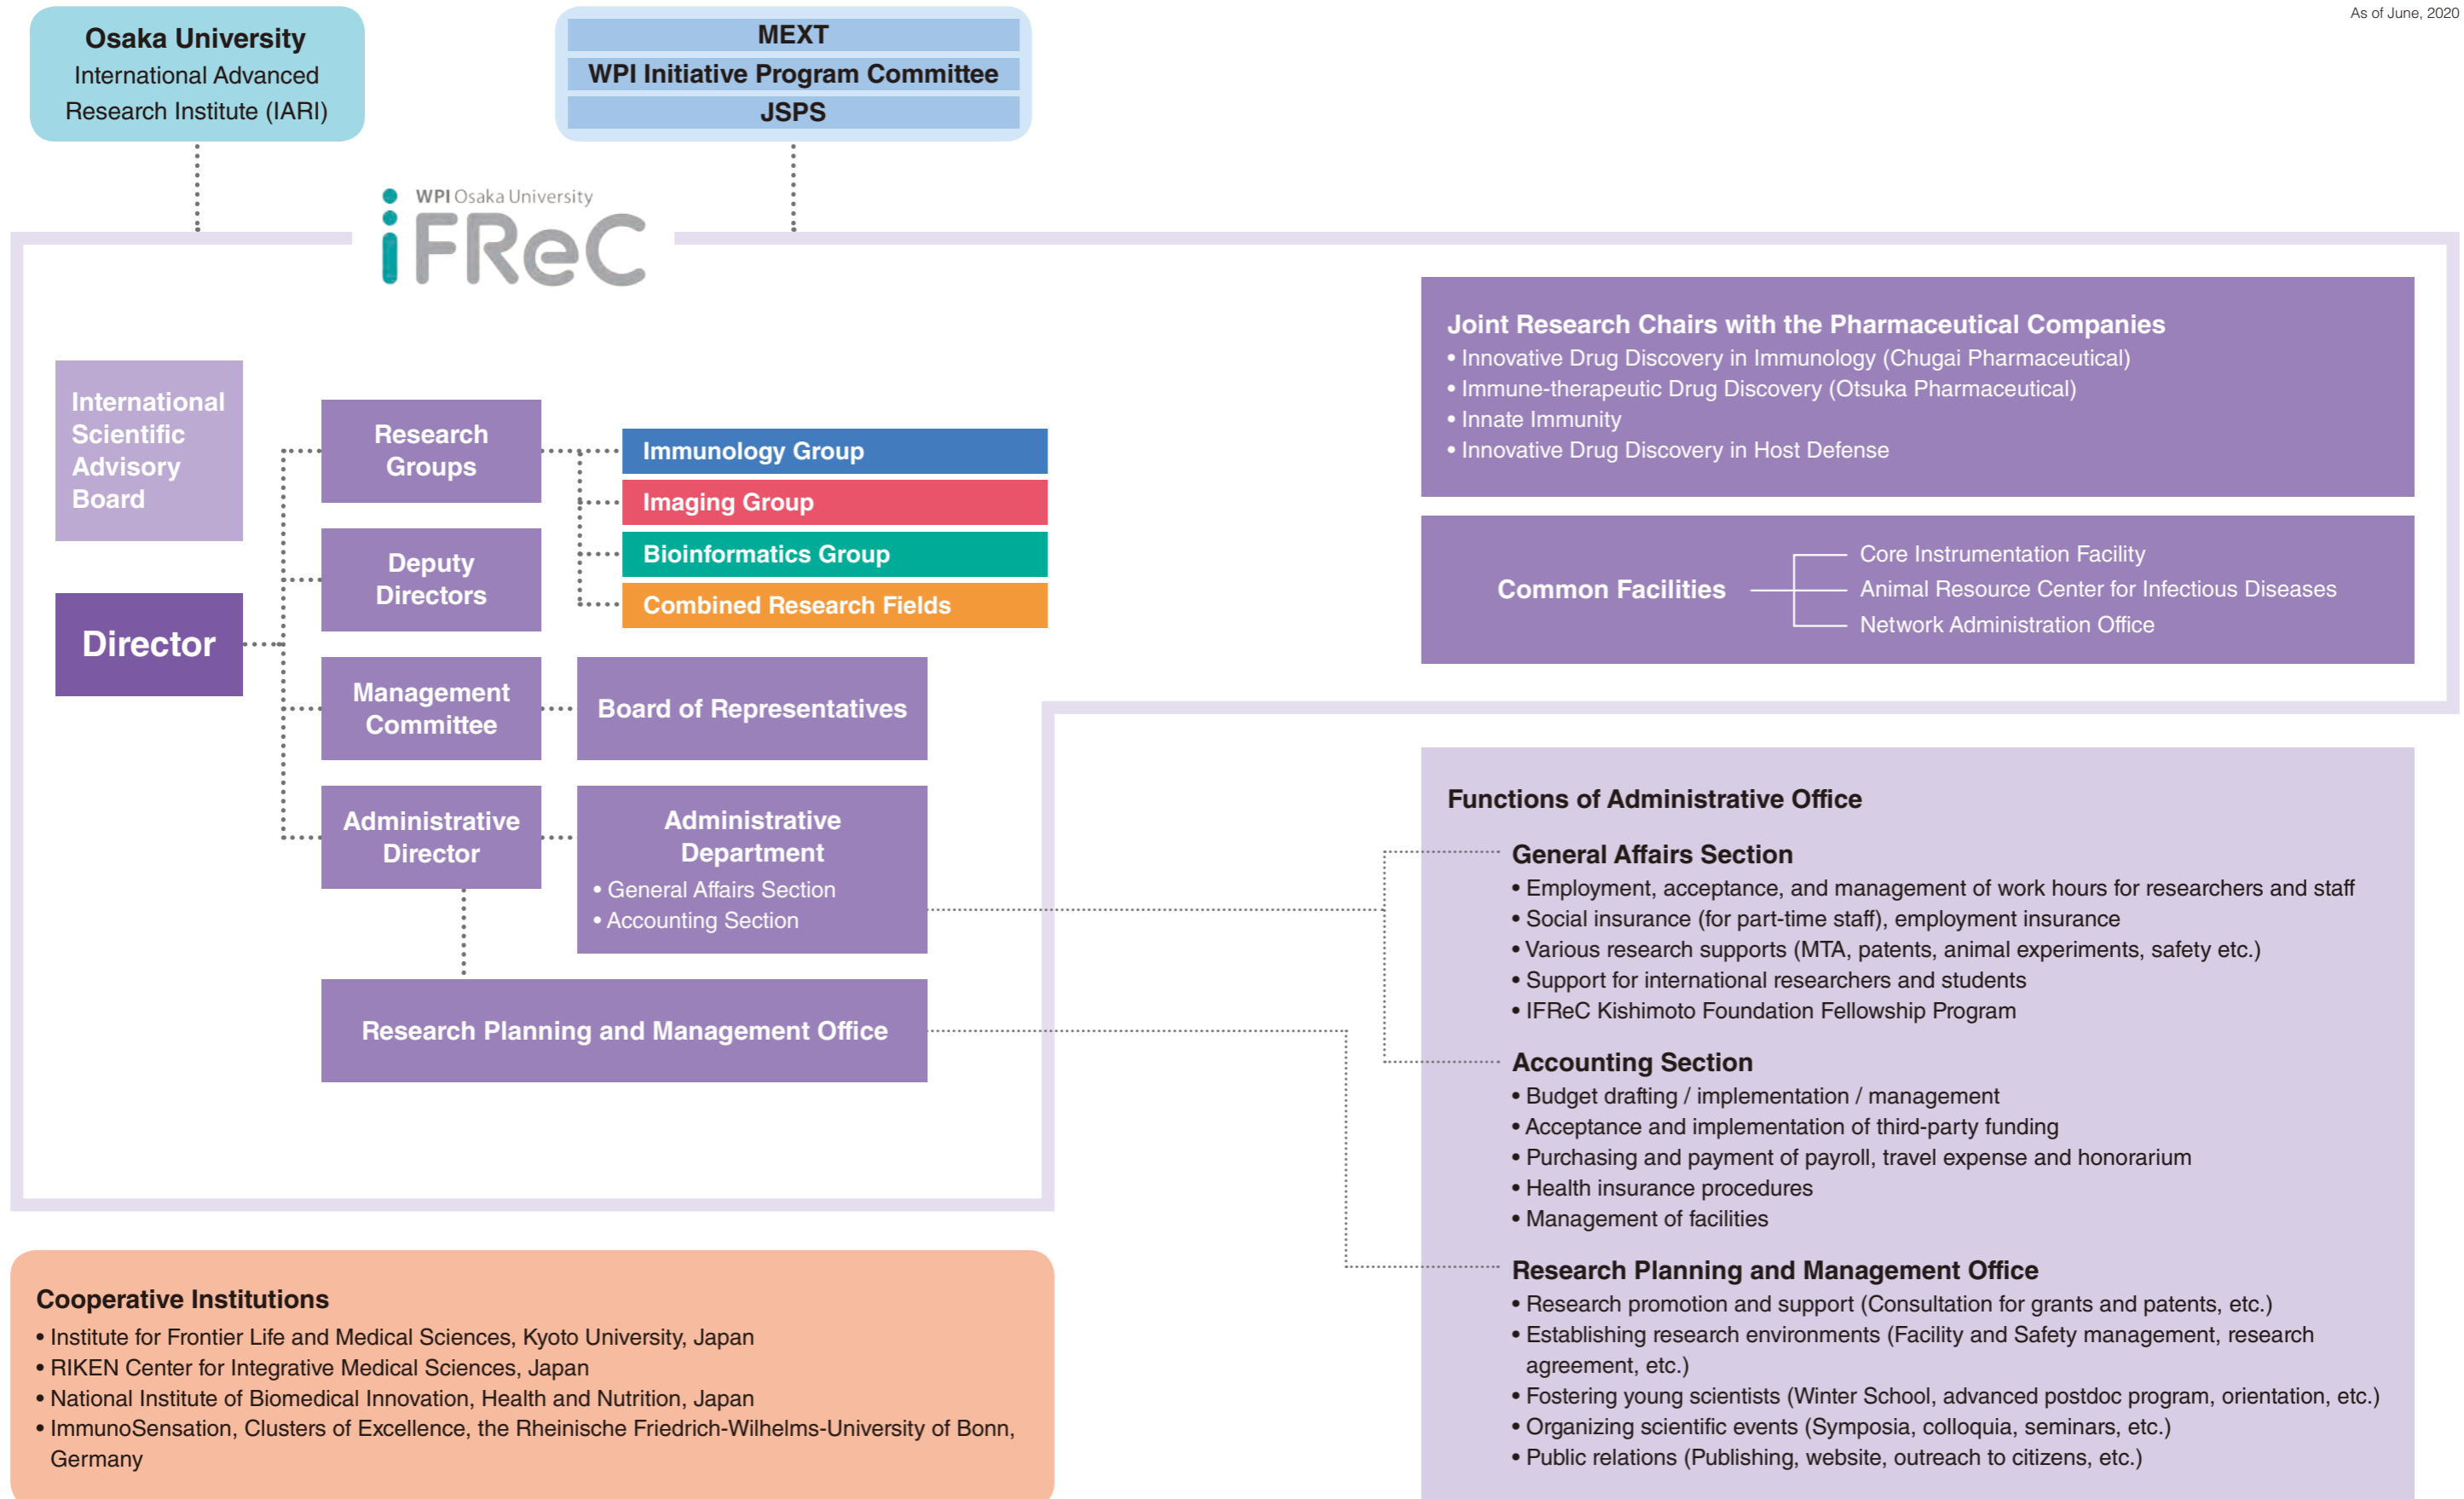 As of June, 2020
Osaka University
International Advanced
Research Institute (IARI)
MEXT
WPI Initiative Program Committee
JSPS
WPI Osaka University
iFReC
International
Scientific
Advisory
Board
Director
Research
Groups
Deputy
Directors
Management
Committee
Administrative
Director
Immunology Group
Imaging Group
Bioinformatics Group
Combined Research Fields
Board of Representatives
Administrative
Department
• General Affairs Section
• Accounting Section
Research Planning and Management Office
Joint Research Chairs with the Pharmaceutical Companies
• Innovative Drug Discovery in Immunology (Chugai Pharmaceutical)
• Immune-therapeutic Drug Discovery (Otsuka Pharmaceutical)
• Innate Immunity
• Innovative Drug Discovery in Host Defense
Common Facilities
Core Instrumentation Facility
Animal Resource Center for Infectious Diseases
Network Administration Office
Functions of Administrative Office
General Affairs Section
• Employment, acceptance, and management of work hours for researchers and staff
• Social insurance (for part-time staff), employment insurance
• Various research supports (MTA, patents, animal experiments, safety etc.)
• Support for international researchers and students
• IFReC Kishimoto Foundation Fellowship Program
Accounting Section
• Budget drafting / implementation / management
• Acceptance and implementation of third-party funding
• Purchasing and payment of payroll, travel expense and honorarium
• Health insurance procedures
• Management of facilities
Research Planning and Management Office
• Research promotion and support (Consultation for grants and patents, etc.)
• Establishing research environments (Facility and Safety management, research
agreement, etc.)
• Fostering young scientists (Winter School, advanced postdoc program, orientation, etc.)
• Organizing scientific events (Symposia, colloquia, seminars, etc.)
• Public relations (Publishing, website, outreach to citizens, etc.)
Cooperative Institutions
• Institute for Frontier Life and Medical Sciences, Kyoto University, Japan
• RIKEN Center for Integrative Medical Sciences, Japan
• National Institute of Biomedical Innovation, Health and Nutrition, Japan
• ImmunoSensation, Clusters of Excellence, the Rheinische Friedrich-Wilhelms-University of Bonn,
Germany